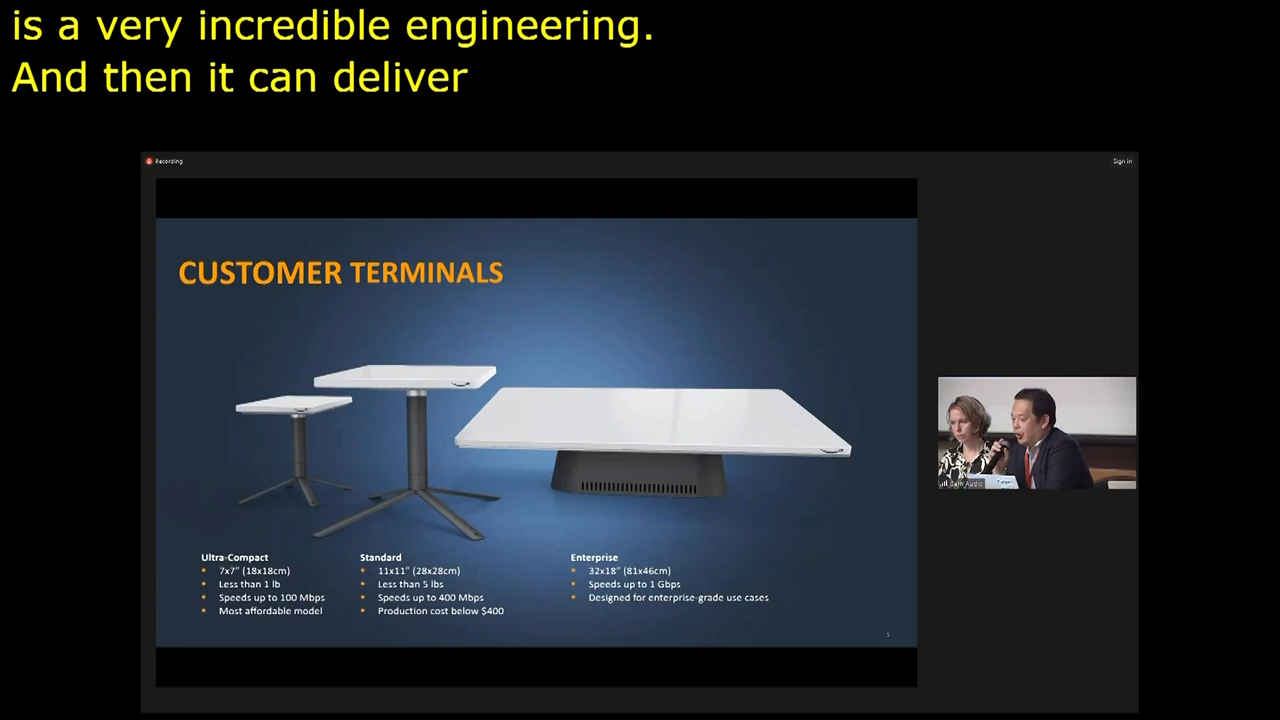 is a very incredible engineering.
And then it can deliver
Recording
Sign in
CUSTOMER TERMINALS
Ultra-Compact
• 7x7" (18x18cm)
• Less than 1 lb
• Speeds up to 100 Mbps
• Most affordable model
Standard
• 11x11" (28x28cm)
• Less than 5 lbs
• Speeds up to 400 Mbps
• Production cost below $400
Enterprise
• 32x18" (81x46cm)
• Speeds up to 1 Gbps
• Designed for enterprise-grade use cases
5
Audio